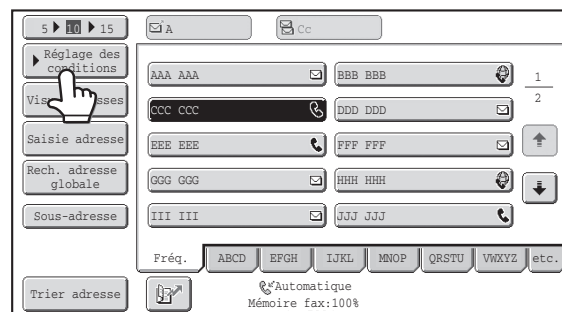 5 10 15
A
Cc
Réglage des
conditions
AAA AAA
BBB BBB
1
2
CCC CCC
DDD DDD
Saisie adresse
EEE EEE
FFF FFF
Rech. adresse
globale
GGG GGG
HHH HHH
Sous-adresse
III III
JJJ JJJ
Fréq.
ABCD
EFGH
IJKL
MNOP
QRSTU
VWXYZ
etc.
Trier adresse
Automatique
Mémoire fax:100%